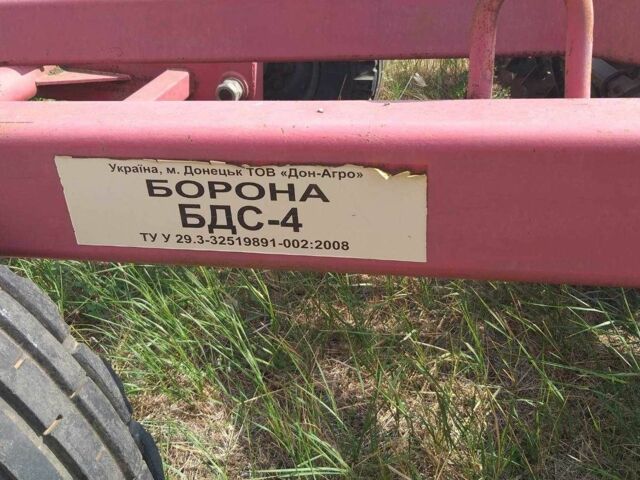 Україна, м. Донецьк ТОВ «Дон-Агро»
БОРОНА
БДС-4
ТУ У 29.3-32519891-002:2008